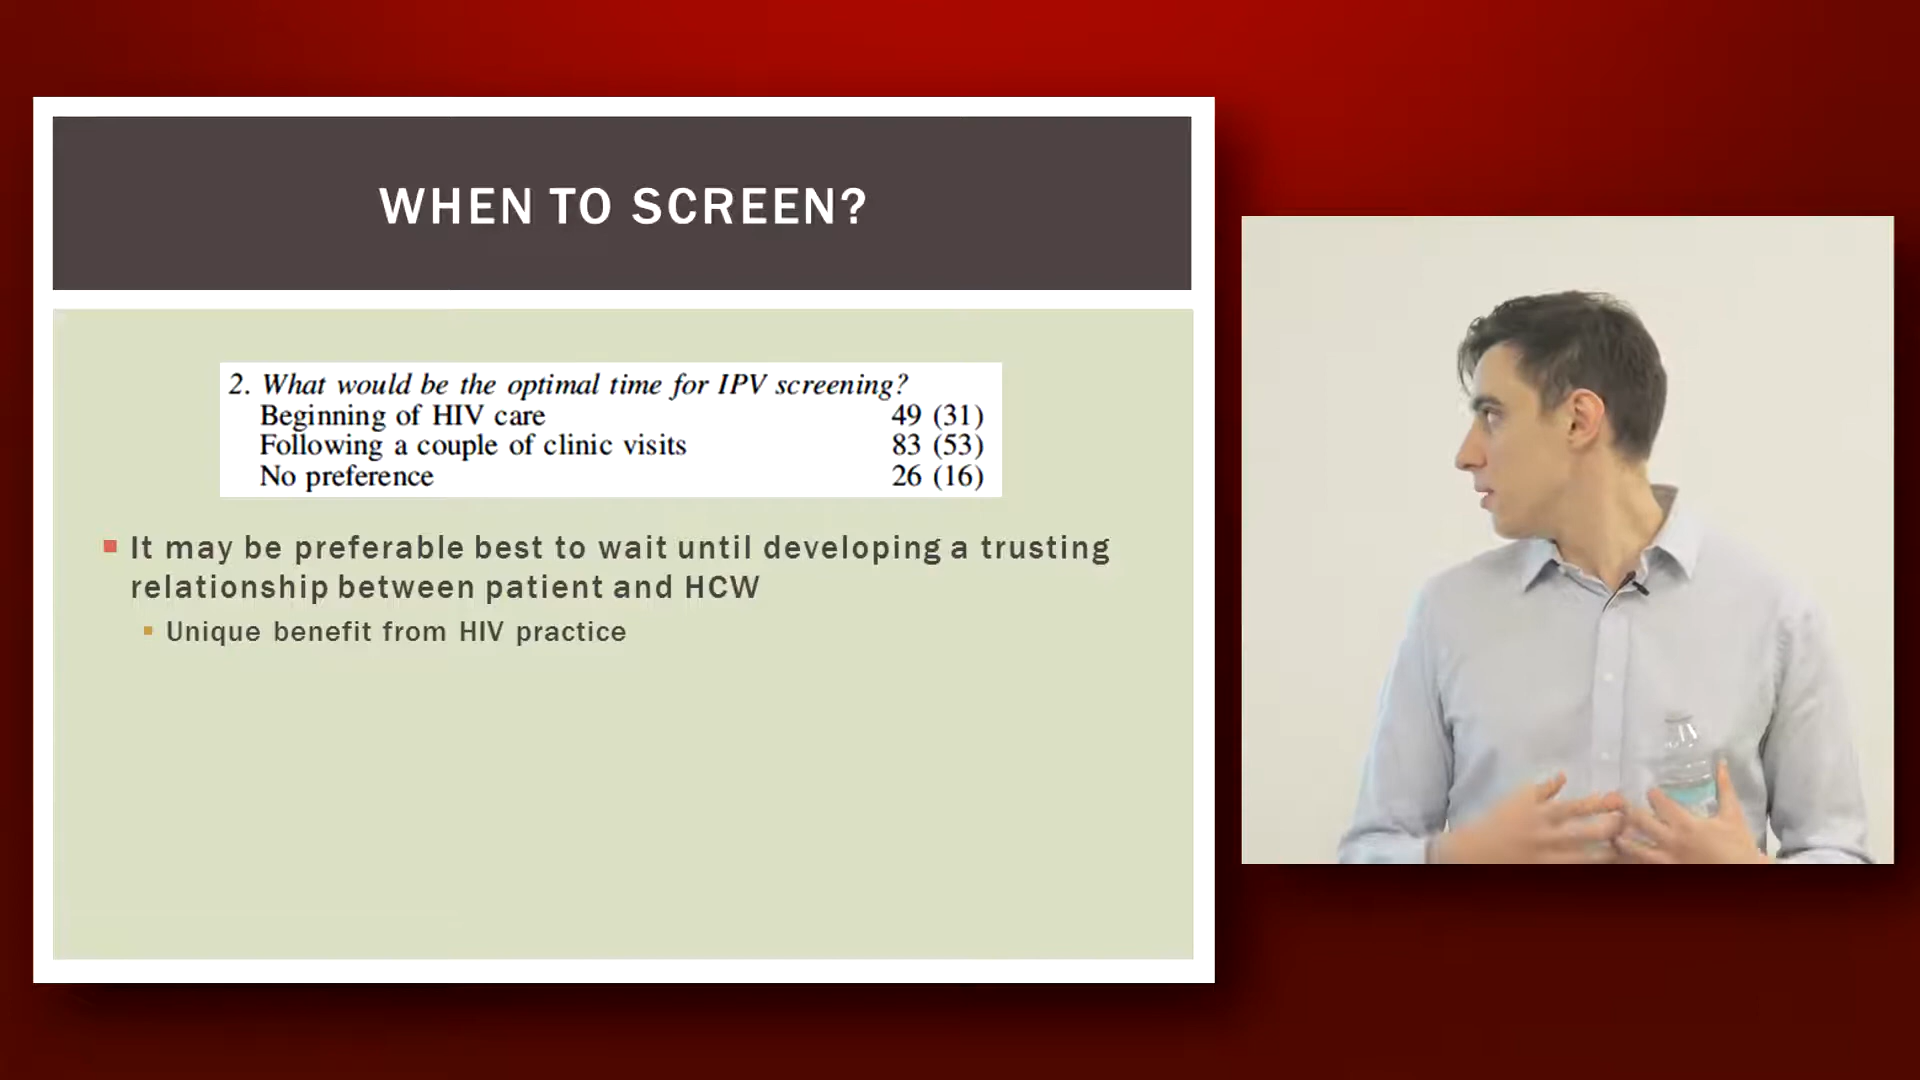 WHEN TO SCREEN?
2. What would be the optimal time for IPV screening?
Beginning of HIV care 49 (31)
Following a couple of clinic visits 83 (53)
No preference 26 (16)
It may be preferable best to wait until developing a trusting
relationship between patient and HCW
Unique benefit from HIV practice